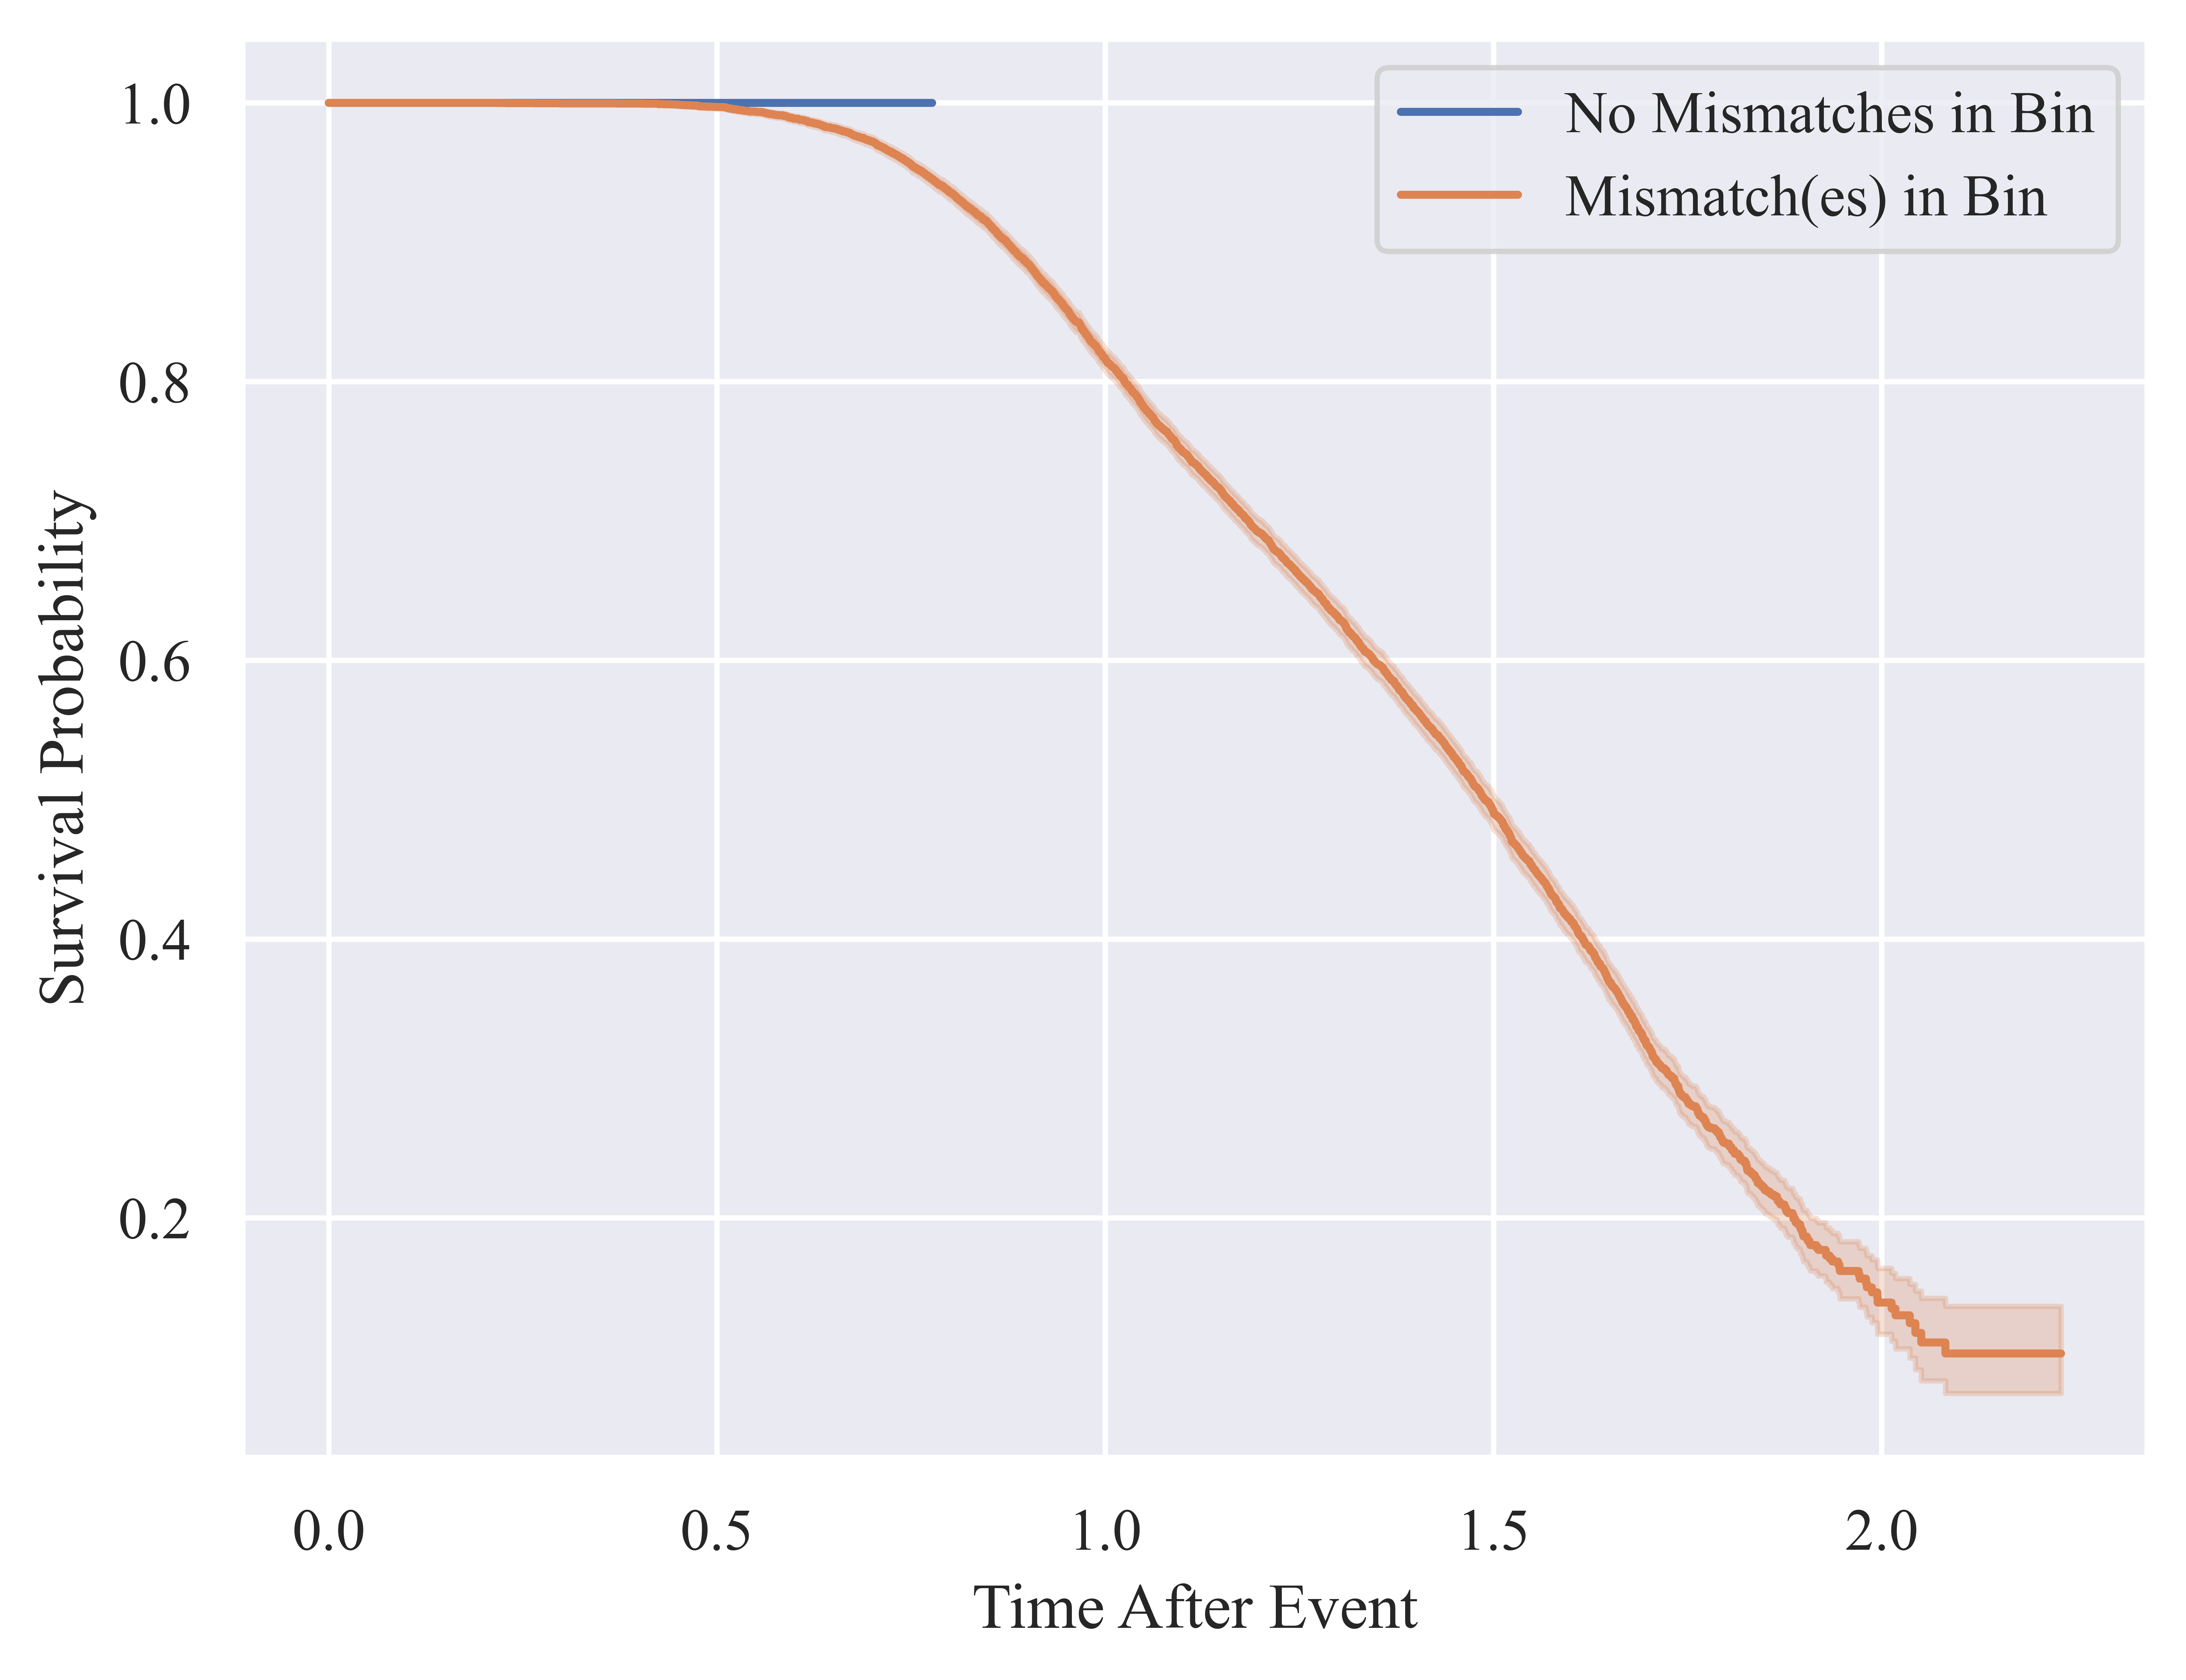 No Mismatches in Bin
Mismatch(es) in Bin
1.0
0.8
0.6
0.4
0.2
Survival Probability
0.0 0.5 1.0 1.5 2.0
Time After Event